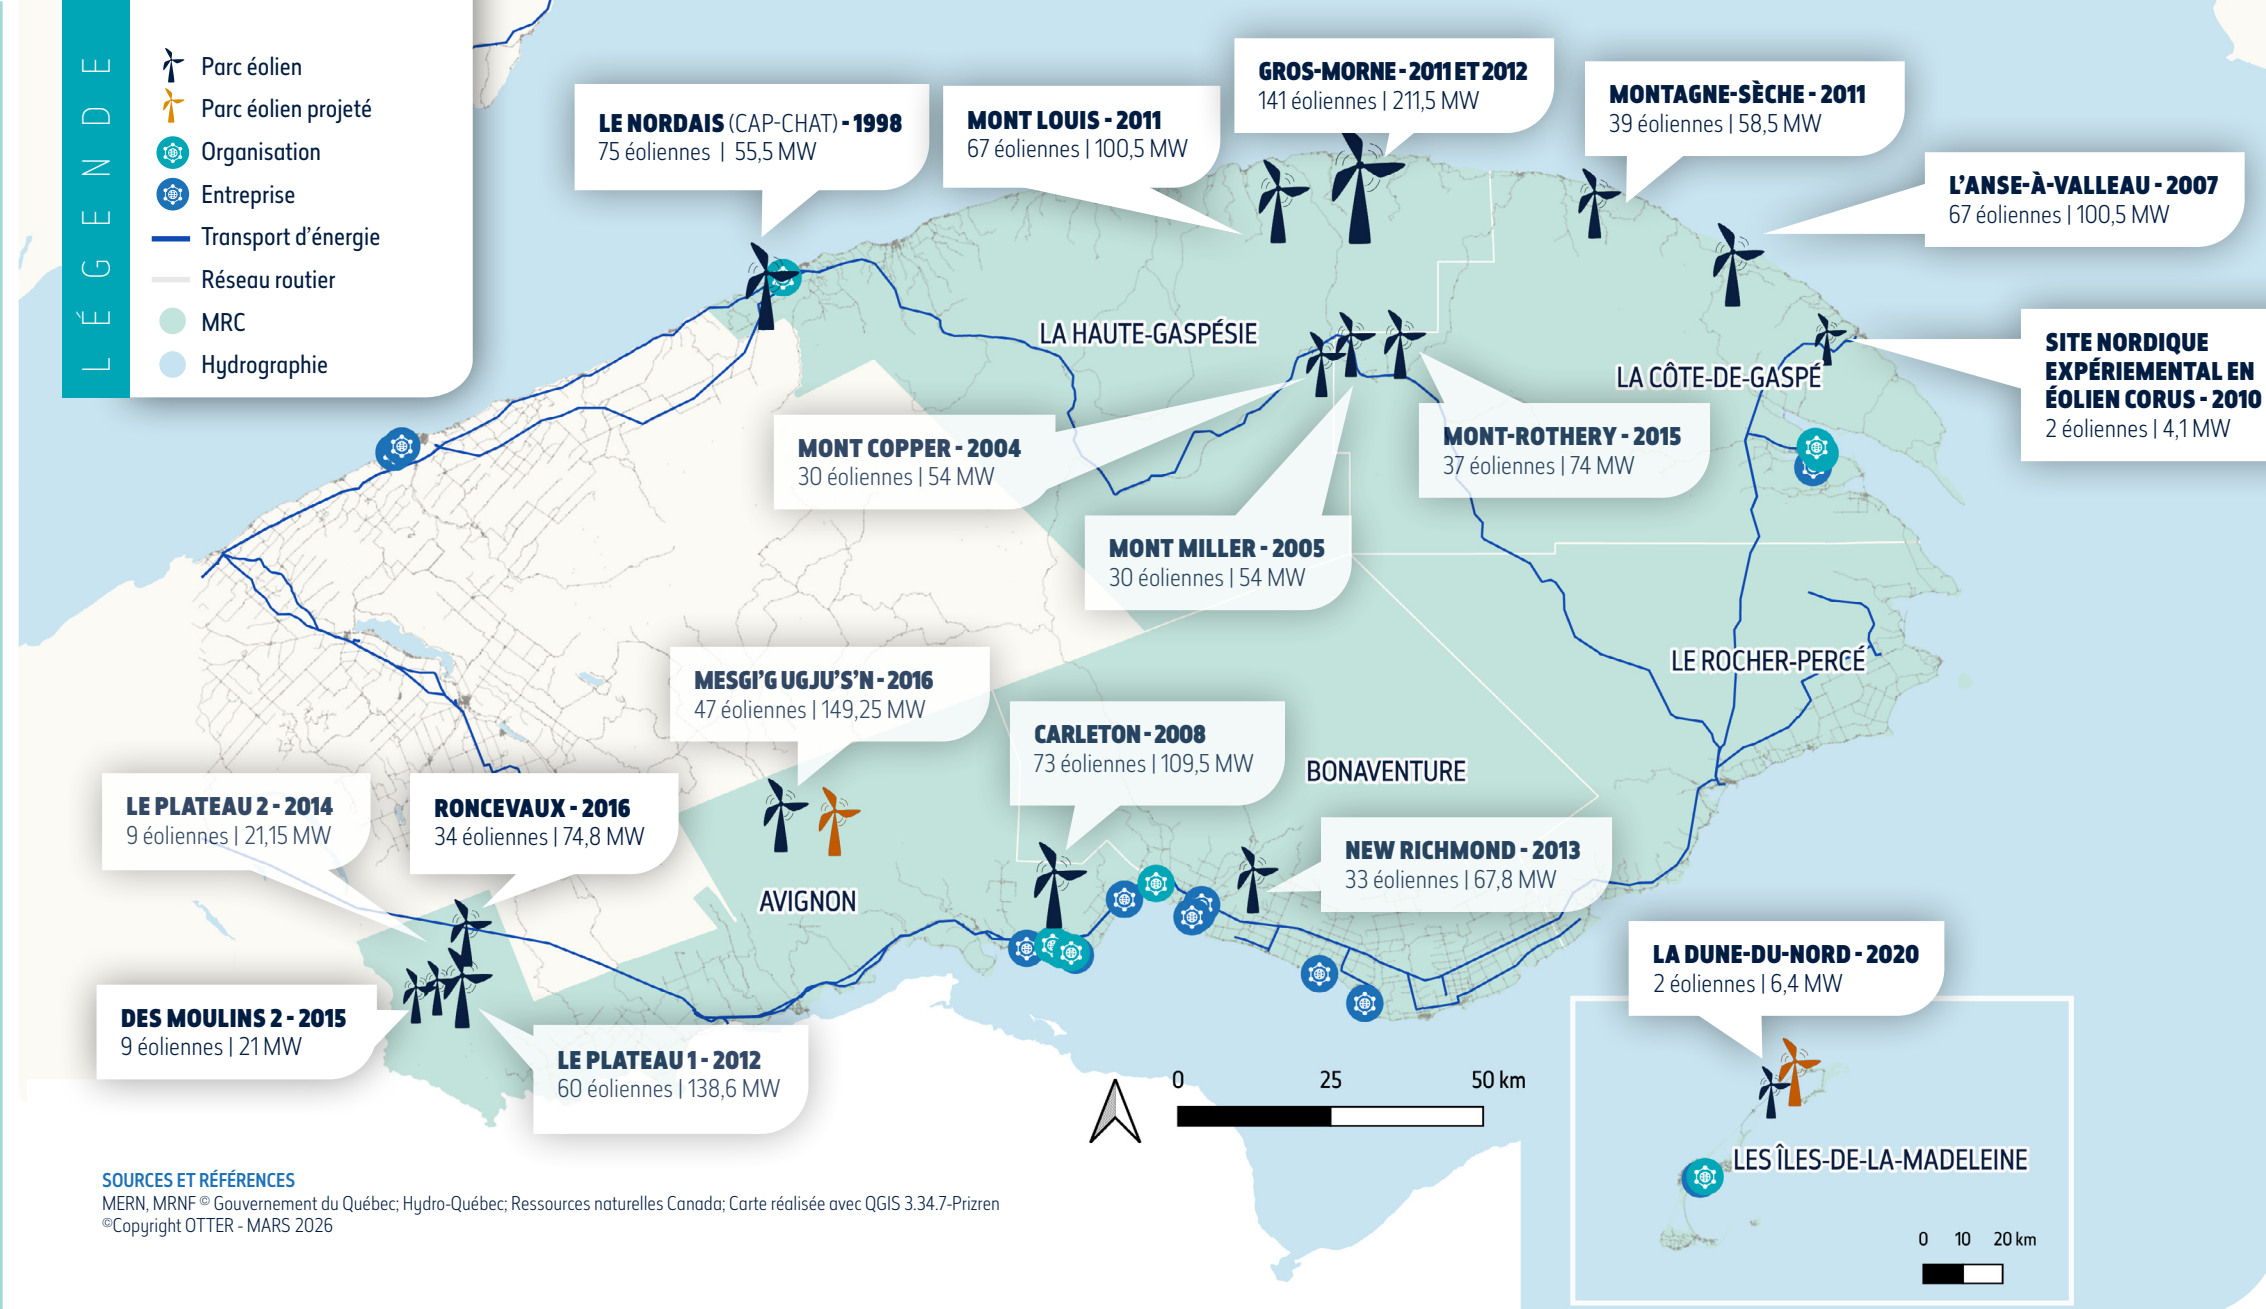 LÉGENDE
Parc éolien
Parc éolien projeté
Organisation
Entreprise
Transport d'énergie
Réseau routier
MRC
Hydrographie
LE NORDAIS (CAP-CHAT) - 1998
75 éoliennes | 55,5 MW
MONT LOUIS - 2011
67 éoliennes | 100,5 MW
GROS-MORNE - 2011 ET 2012
141 éoliennes | 211,5 MW
MONTAGNE-SÈCHE - 2011
39 éoliennes | 58,5 MW
L'ANSE-À-VALLEAU - 2007
67 éoliennes | 100,5 MW
SITE NORDIQUE
EXPÉRIEMENTAL EN
ÉOLIEN CORUS - 2010
2 éoliennes | 4,1 MW
LA HAUTE-GASPÉSIE
LA CÔTE-DE-GASPÉ
MONT COPPER - 2004
30 éoliennes | 54 MW
MONT-ROTHERY - 2015
37 éoliennes | 74 MW
MONT MILLER - 2005
30 éoliennes | 54 MW
LE ROCHER-PERCÉ
MESGI'G UGJU'S'N - 2016
47 éoliennes | 149,25 MW
CARLETON - 2008
73 éoliennes | 109,5 MW
BONAVENTURE
LE PLATEAU 2 - 2014
9 éoliennes | 21,15 MW
RONCEVAUX - 2016
34 éoliennes | 74,8 MW
NEW RICHMOND - 2013
33 éoliennes | 67,8 MW
AVIGNON
LA DUNE-DU-NORD - 2020
2 éoliennes | 6,4 MW
DES MOULINS 2 - 2015
9 éoliennes | 21 MW
LE PLATEAU 1 - 2012
60 éoliennes | 138,6 MW
0 25 50 km
LES ÎLES-DE-LA-MADELEINE
0 10 20 km
SOURCES ET RÉFÉRENCES
MERN, MRNF © Gouvernement du Québec; Hydro-Québec; Ressources naturelles Canada; Carte réalisée avec QGIS 3.34.7-Prizren
©Copyright OTTER - MARS 2026